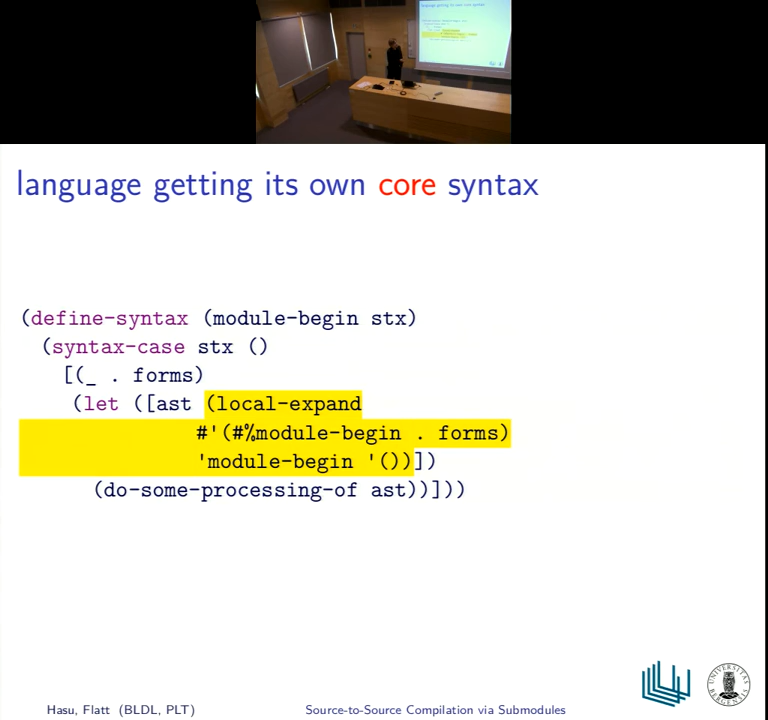 language getting its own core syntax
(define-syntax (module-begin stx)
(syntax-case stx ()
[(_ . forms)
(let ([ast (local-expand
#'(#%module-begin . forms)
'module-begin '())])
(do-some-processing-of ast))]))
UNIVERSITAS
BERGENSIS
Hasu, Flatt (BLDL, PLT)
Source-to-Source Compilation via Submodules